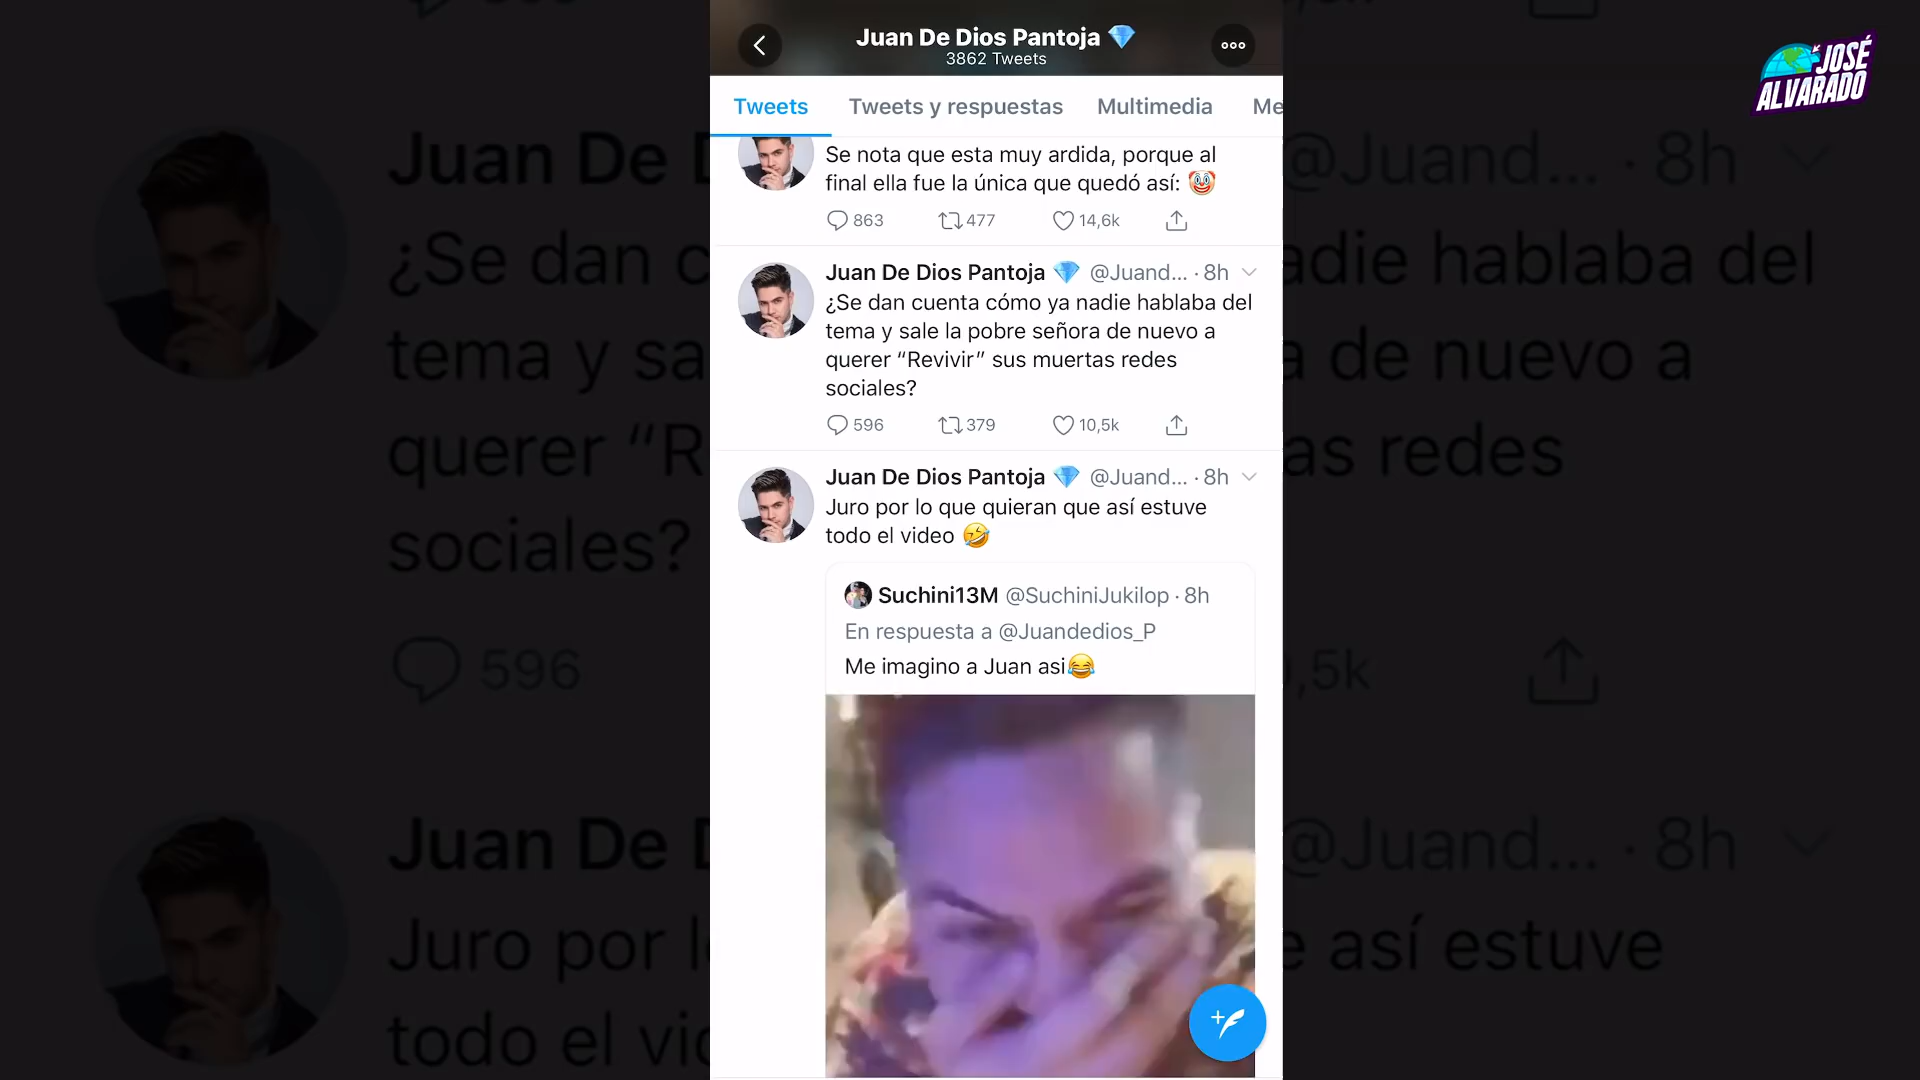 Juan De Dios Pantoja 💎
3862 Tweets
JOSÉ
ALVARADO
Tweets Tweets y respuestas Multimedia Me
Se nota que esta muy ardida, porque al
final ella fue la única que quedó así: 🤡
863 477 14,6k
Juan De Dios Pantoja 💎 @Juand... · 8h
¿Se dan cuenta cómo ya nadie hablaba del
tema y sale la pobre señora de nuevo a
querer “Revivir” sus muertas redes
sociales?
596 379 10,5k
Juan De Dios Pantoja 💎 @Juand... · 8h
Juro por lo que quieran que así estuve
todo el video 🤣
Suchini13M @SuchiniJukilop · 8h
En respuesta a @Juandedios_P
Me imagino a Juan asi😂
Juan De D @Juand... · 8h
¿Se dan c adie hablaba del
tema y sa a de nuevo a
querer “R as redes
sociales?
596 ,5k
Juan De D @Juand... · 8h
Juro por l e así estuve
todo el vid